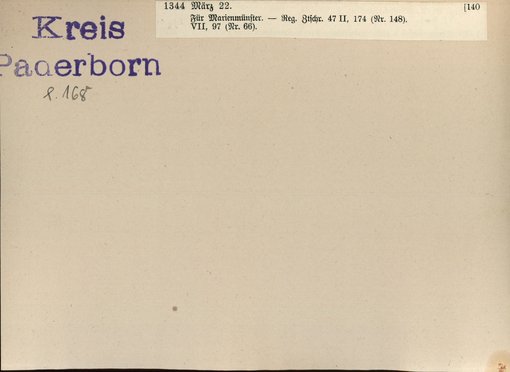 1344 März 22. [140
Für Marienmünster. — Reg. Ztschr. 47 II, 174 (Nr. 148).
VII, 97 (Nr. 66).
Kreis
Paderborn
S. 168